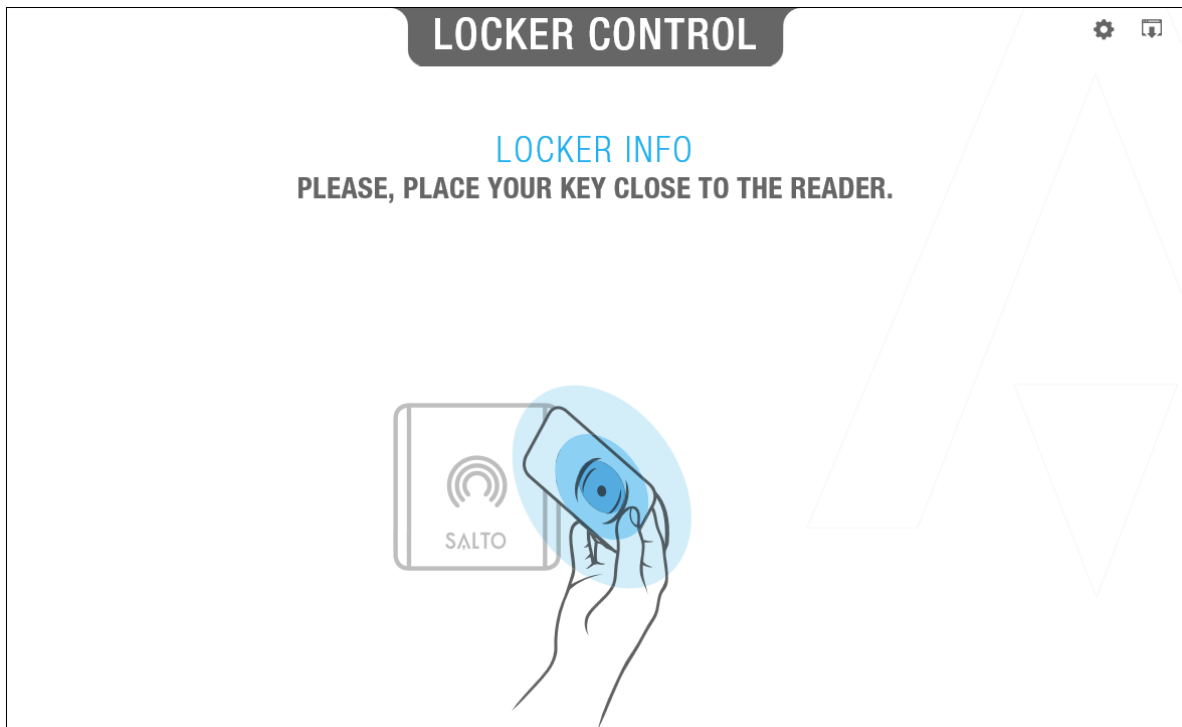 LOCKER CONTROL
LOCKER INFO
PLEASE, PLACE YOUR KEY CLOSE TO THE READER.
SALTO